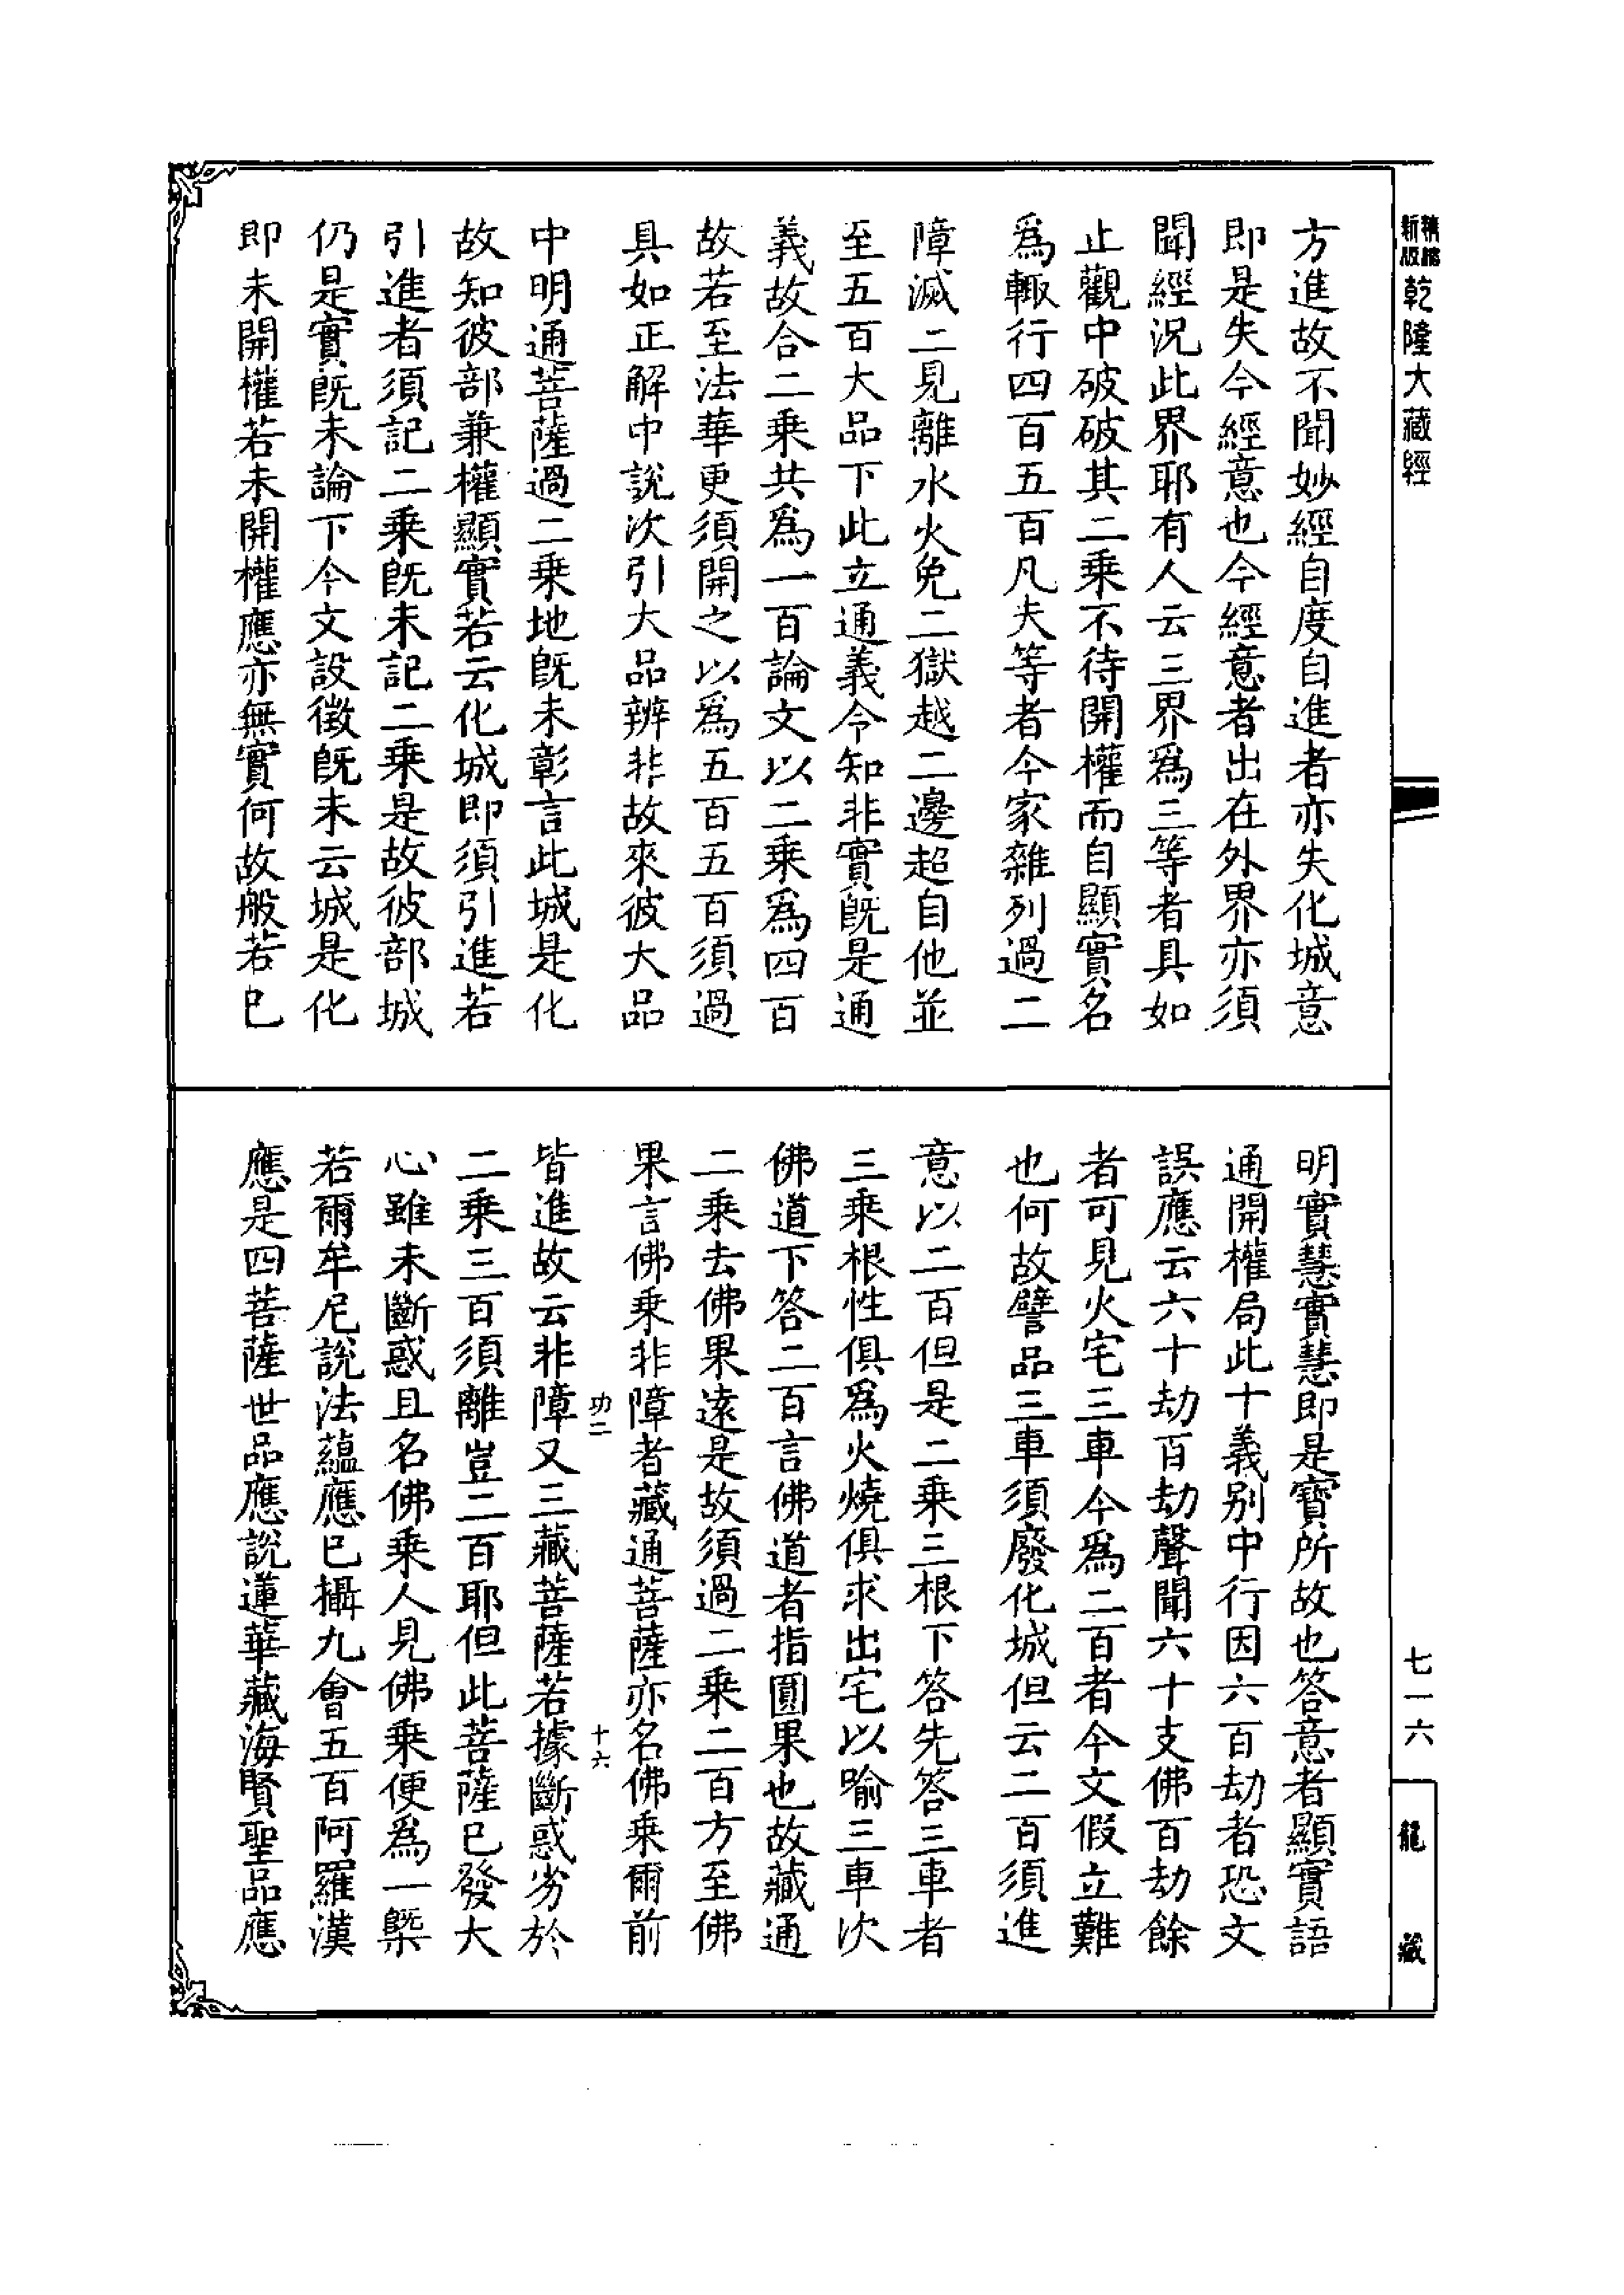 精編新版
乾隆大藏經
方進故不聞妙經自度自進者亦失化城意
即是失今經意也今經意者出在外界亦須
聞經況此界耶有人云三界爲三等者具如
止觀中破破其二乘不待開權而自顯實名
爲輙行四百五百凡夫等者今家雜列過二
障滅二見離水火免二獄越二邊超自他並
至五百大品下此立通義令知非實旣是通
義故合二乘共爲一百論文以二乘爲四百
故若至法華更須開之以爲五百五百須過
具如正解中說次引大品辨非故來彼大品
中明通菩薩過二乘地旣未彰言此城是化
故知彼部兼權顯實若云化城即須引進若
引進者須記二乘旣未記二乘是故彼部城
仍是實旣未論下今文設徵旣未云城是化
即未開權若未開權應亦無實何故般若已
明實慧實慧即是寶所故也答意者顯實語
通開權局此十義別中行因六百劫者恐文
誤應云六十劫百劫聲聞六十支佛百劫餘
者可見火宅三車今爲二百者今文假立難
也何故譬品三車須廢化城但云二百須進
意以二百但是二乘三根下答先答三車者
三乘根性俱爲火燒俱求出宅以喻三車次
佛道下答二百言佛道者指圓果也故藏通
二乘去佛果遠是故須過二乘二百方至佛
果言佛乘非障者藏通菩薩亦名佛乘爾前
功二
十六
皆進故云非障又三藏菩薩若據斷惑劣於
二乘三百須離豈二百耶但此菩薩已發大
心雖未斷惑且名佛乘人見佛乘便爲一槩
若爾牟尼說法蘊應已攝九會五百阿羅漢
應是四菩薩世品應說蓮華藏海賢聖品應
七一六
龍藏